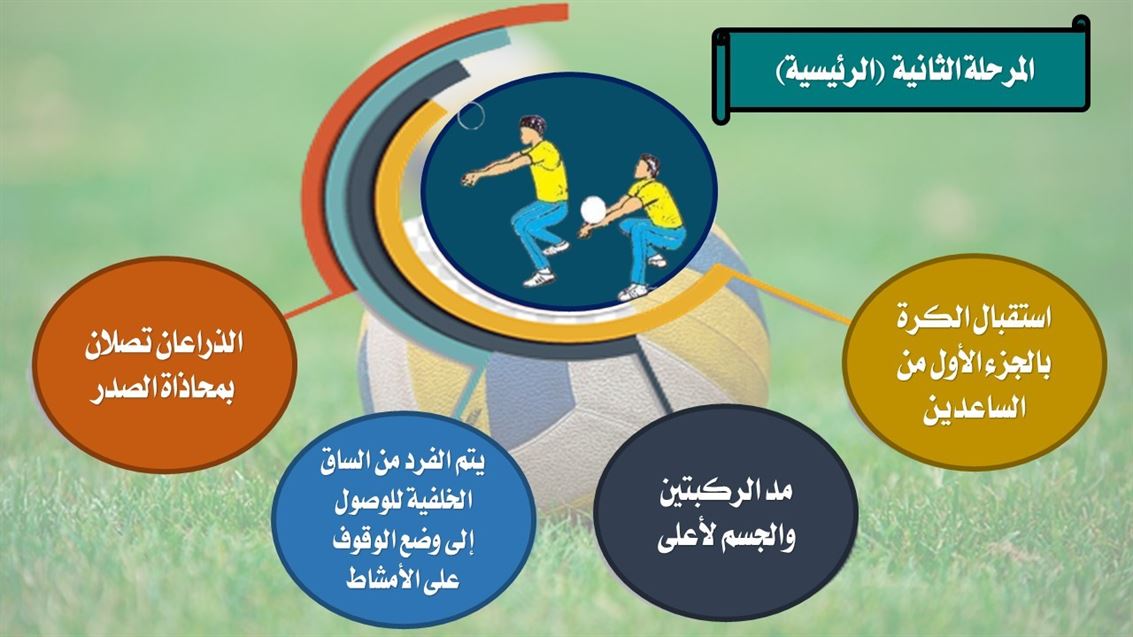 المرحلة الثانية (الرئيسية)
استقبال الكرة
بالجزء الأول من
الساعدين
مد الركبتين
والجسم لأعلى
يتم الفرد من الساق
الخلفية للوصول
إلى وضع الوقوف
على الأمشاط
الذراعان تصلان
بمحاذاة الصدر